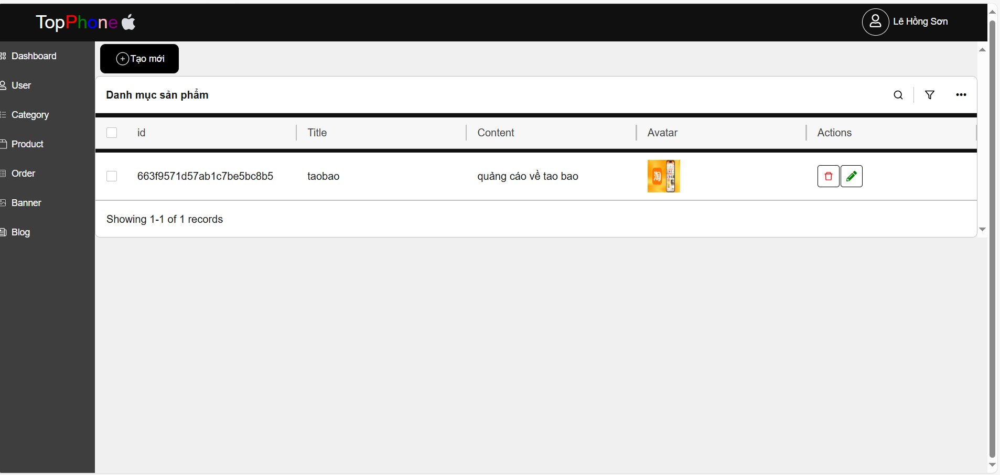 TopPhone
Lê Hồng Sơn
Dashboard
User
Category
Product
Order
Banner
Blog
Tạo mới
Danh mục sản phẩm
id Title Content Avatar Actions
663f9571d57ab1c7be5bc8b5 taobao quảng cáo về tao bao
淘
Showing 1-1 of 1 records